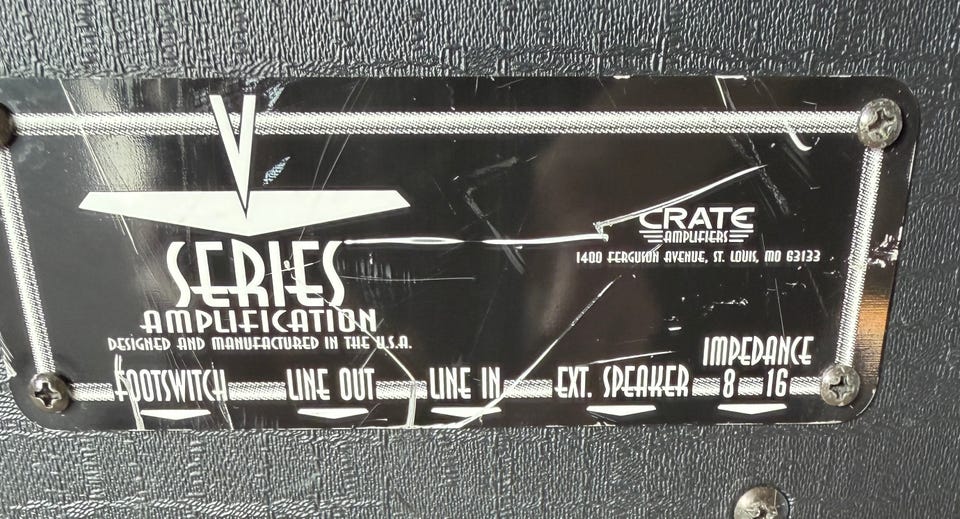 V
SERIES
AMPLIFICATION
DESIGNED AND MANUFACTURED IN THE U.S.A.
CRATE
AMPLIFIERS
1400 FERGUSON AVENUE, ST. LOUIS, MO 63133
IMPEDANCE
FOOTSWITCH LINE OUT LINE IN EXT. SPEAKER 8 16